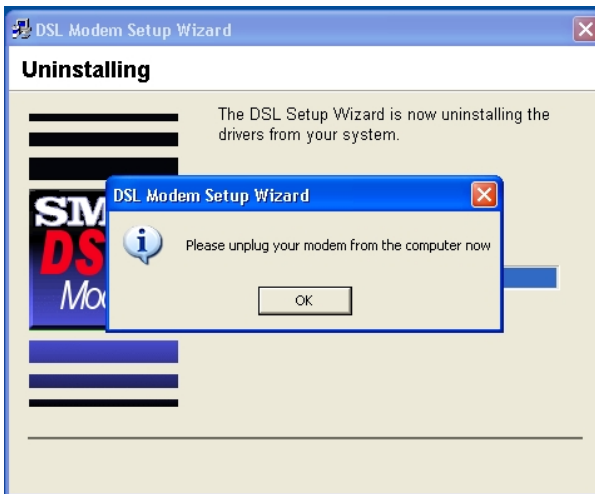 DSL Modem Setup Wizard
Uninstalling
The DSL Setup Wizard is now uninstalling the
drivers from your system.
DSL Modem Setup Wizard
Please unplug your modem from the computer now
OK